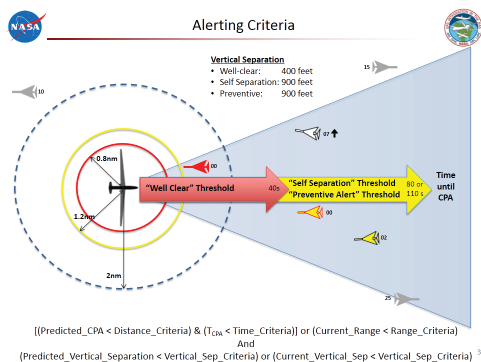 NASA
Alerting Criteria
Vertical Separation
• Well-clear: 400 feet
• Self Separation: 900 feet
• Preventive: 900 feet
15
10
07
0.8nm
00
"Well Clear" Threshold
40s
"Self Separation" Threshold
"Preventive Alert" Threshold
80 or
110 s
Time
until
CPA
1.2nm
00
02
2nm
25
[(Predicted_CPA < Distance_Criteria) & (TCPA < Time_Criteria)] or (Current_Range < Range_Criteria)
And
(Predicted_Vertical_Separation < Vertical_Sep_Criteria) or (Current_Vertical_Sep < Vertical_Sep_Criteria)
3